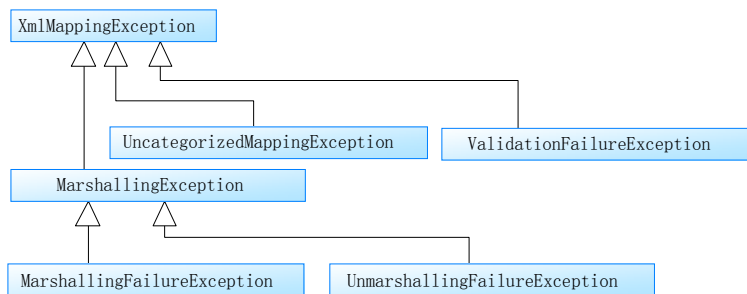 XmlMappingException
UncategorizedMappingException
ValidationFailureException
MarshallingException
MarshallingFailureException
UnmarshallingFailureException